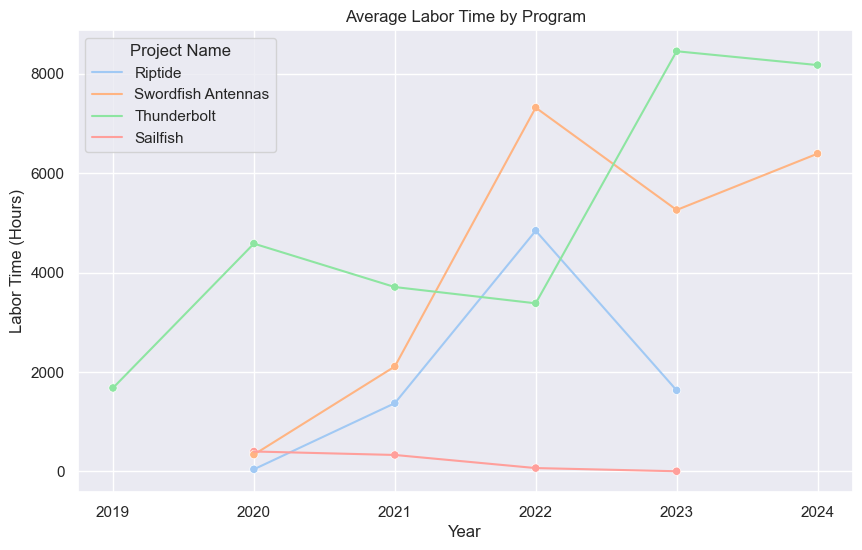 Average Labor Time by Program
Project Name
Riptide
Swordfish Antennas
Thunderbolt
Sailfish
8000
6000
4000
2000
0
Labor Time (Hours)
2019 2020 2021 2022 2023 2024
Year